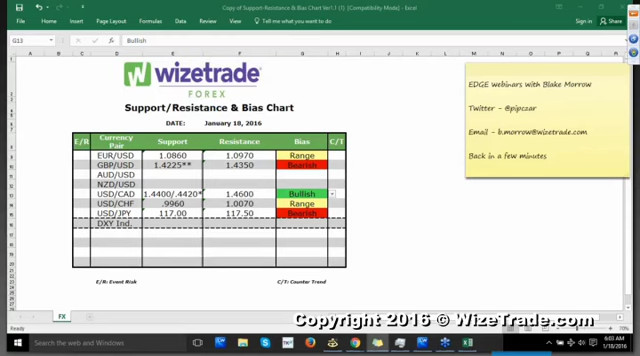 Copy of Support-Resistance & Bias Chart Ver1.1 (1) [Compatibility Mode] - Excel
File Home Insert Page Layout Formulas Data Review View Tell me what you want to do Sign in Share
G13 fx Bullish
wizetrade
FOREX
Support/Resistance & Bias Chart
DATE: January 18, 2016
E/R Currency Pair Support Resistance Bias C/T
EUR/USD 1.0860 1.0970 Range
GBP/USD 1.4225** 1.4350 Bearish
AUD/USD
NZD/USD
USD/CAD 1.4400/.4420* 1.4600 Bullish
USD/CHF .9960 1.0070 Range
USD/JPY 117.00 117.50 Bearish
DXY Ind.
E/R: Event Risk C/T: Counter Trend
EDGE Webinars with Blake Morrow
Twitter - @pipczar
Email - b.morrow@wizetrade.com
Back in a few minutes
FX
Copyright 2016 © WizeTrade.com
70%
Search the web and Windows
6:03 AM
1/18/2016